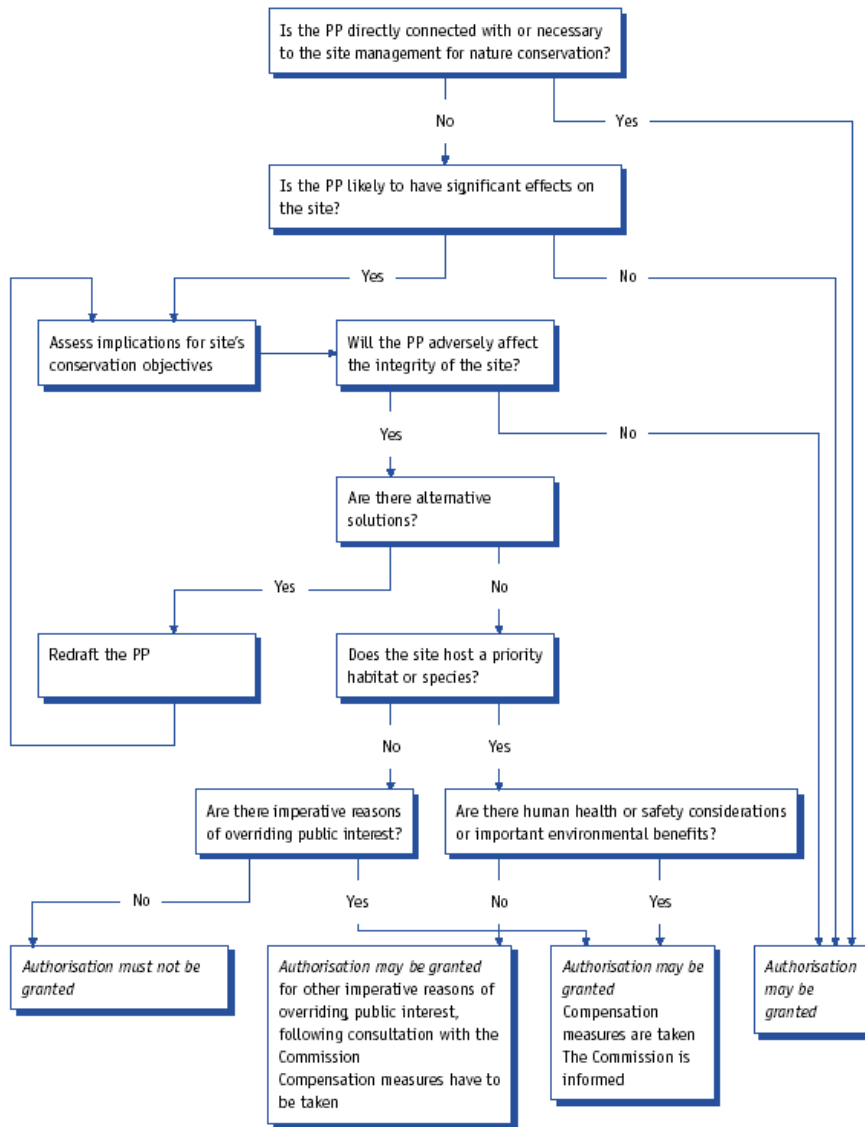 Is the PP directly connected with or necessary
to the site management for nature conservation?
No
Yes
Is the PP likely to have significant effects on
the site?
Yes
No
Assess implications for site's
conservation objectives
Will the PP adversely affect
the integrity of the site?
Yes
No
Are there alternative
solutions?
Yes
No
Redraft the PP
Does the site host a priority
habitat or species?
No
Yes
Are there imperative reasons
of overriding public interest?
Are there human health or safety considerations
or important environmental benefits?
No
Yes
No
Yes
Authorisation must not be
granted
Authorisation may be granted
for other imperative reasons of
overriding, public interest,
following consultation with the
Commission
Compensation measures have to
be taken
Authorisation may be
granted
Compensation
measures are taken
The Commission is
informed
Authorisation
may be
granted